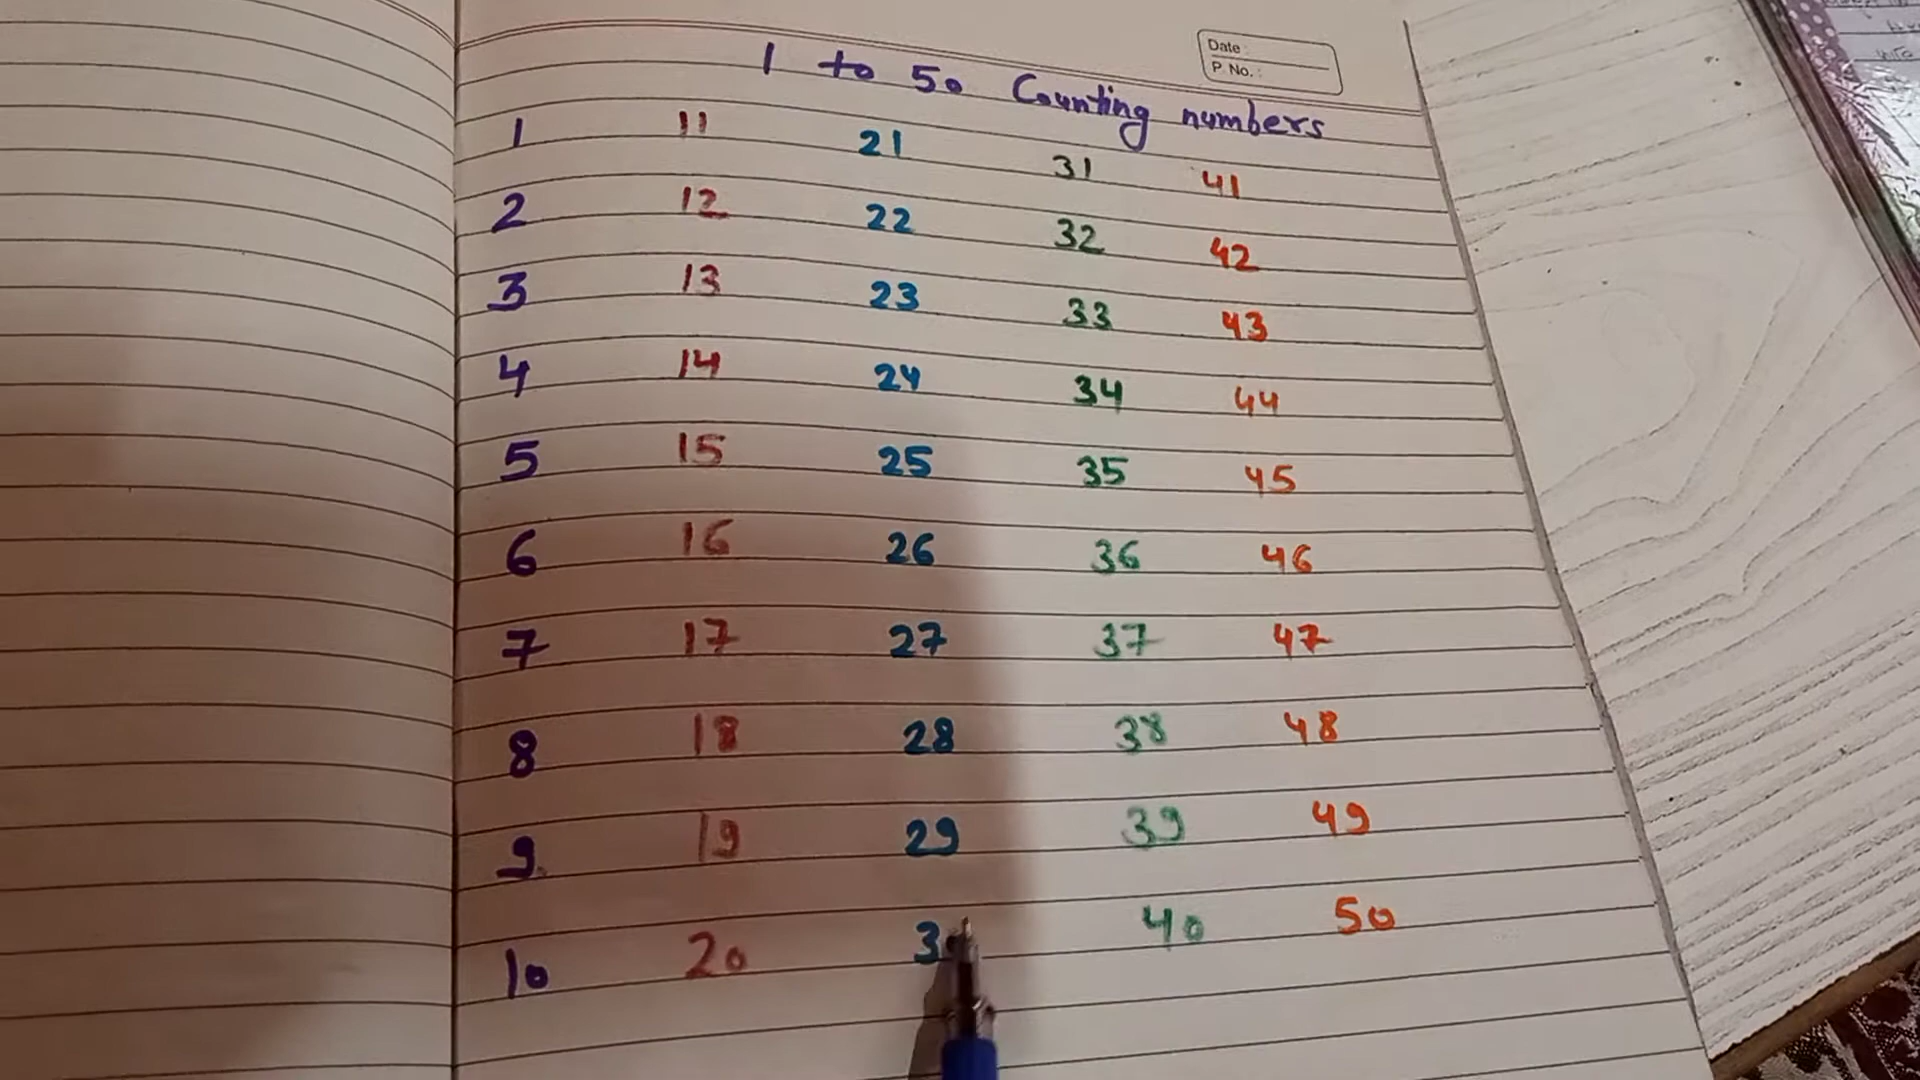 Date :
P. No. :
1 to 50 Counting numbers
1 11 21 31 41
2 12 22 32 42
3 13 23 33 43
4 14 24 34 44
5 15 25 35 45
6 16 26 36 46
7 17 27 37 47
8 18 28 38 48
9 19 29 39 49
10 20 30 40 50